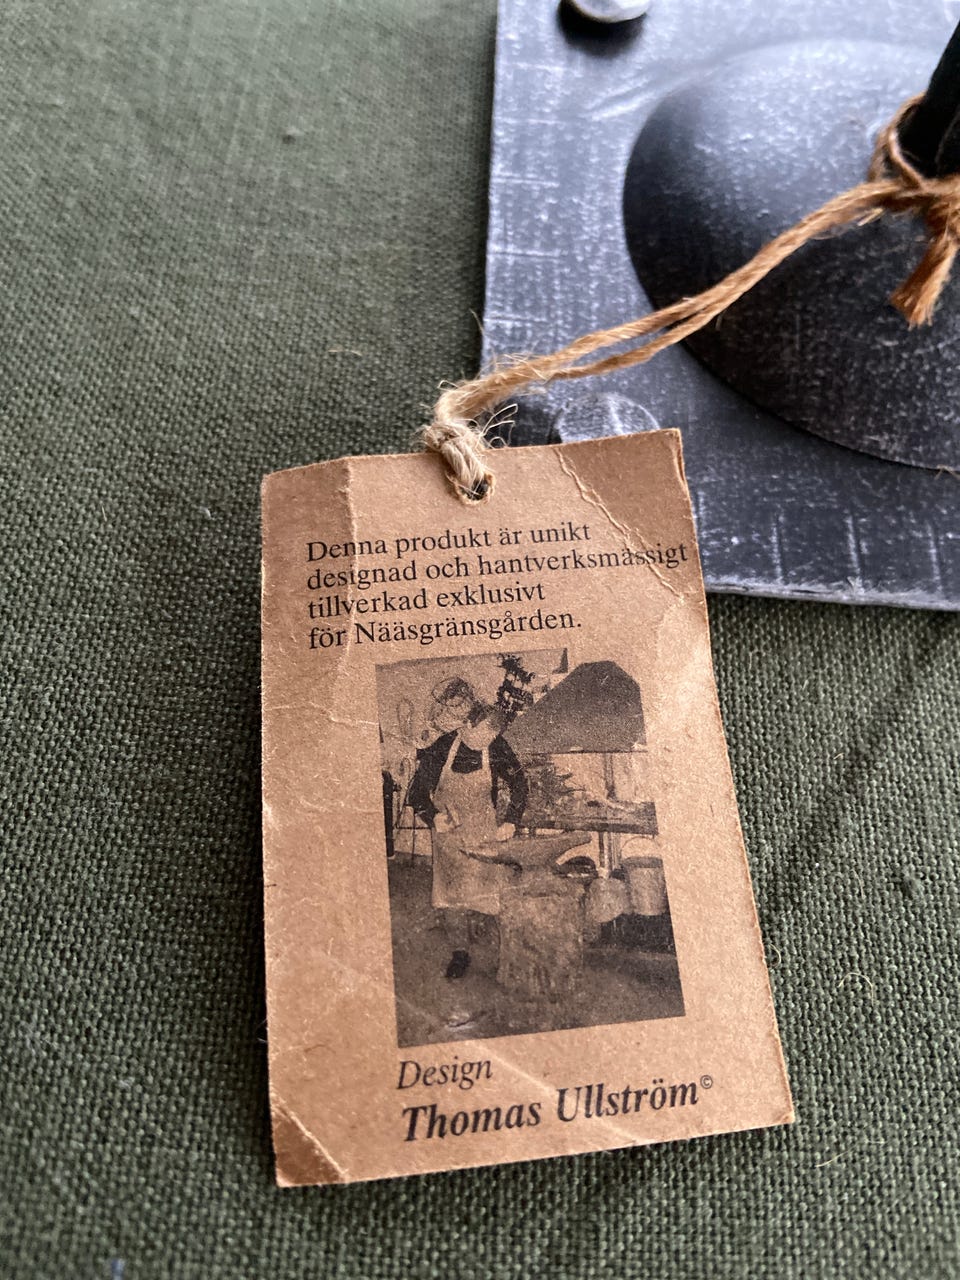 Denna produkt är unikt
designad och hantverksmässigt
tillverkad exklusivt
för Nääsgränsgården.
Design
Thomas Ullström©